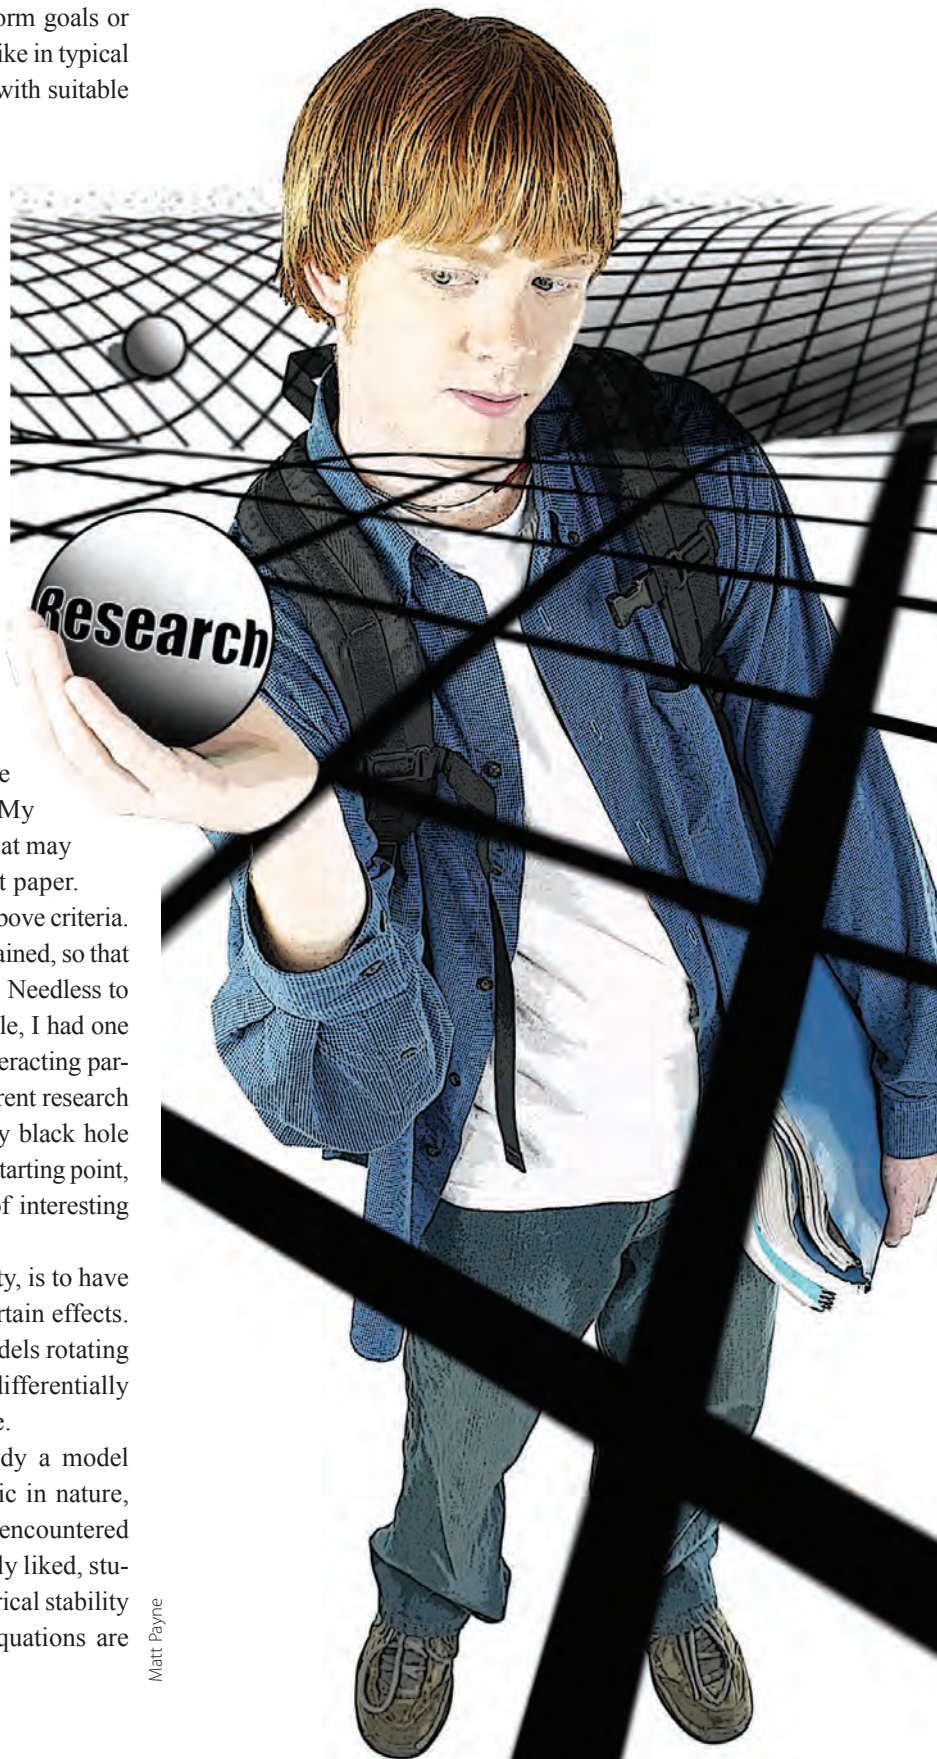 orm goals or
ike in typical
with suitable
Research
e
My
at may
t paper.
bove criteria.
ained, so that
Needless to
le, I had one
eracting par-
rent research
y black hole
tarting point,
of interesting
ty, is to have
rtain effects.
dels rotating
differentially
e.
dy a model
ic in nature,
encountered
ly liked, stu-
rical stability
quations are
Matt Payne